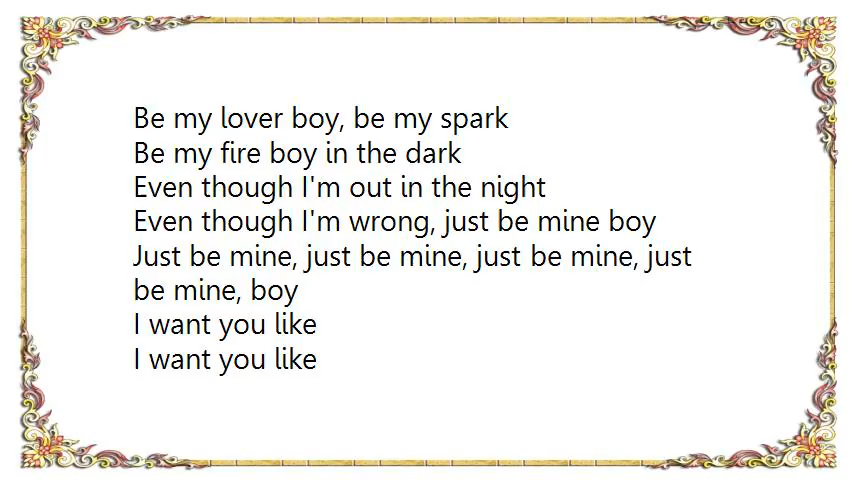 Be my lover boy, be my spark
Be my fire boy in the dark
Even though I'm out in the night
Even though I'm wrong, just be mine boy
Just be mine, just be mine, just be mine, just
be mine, boy
I want you like
I want you like